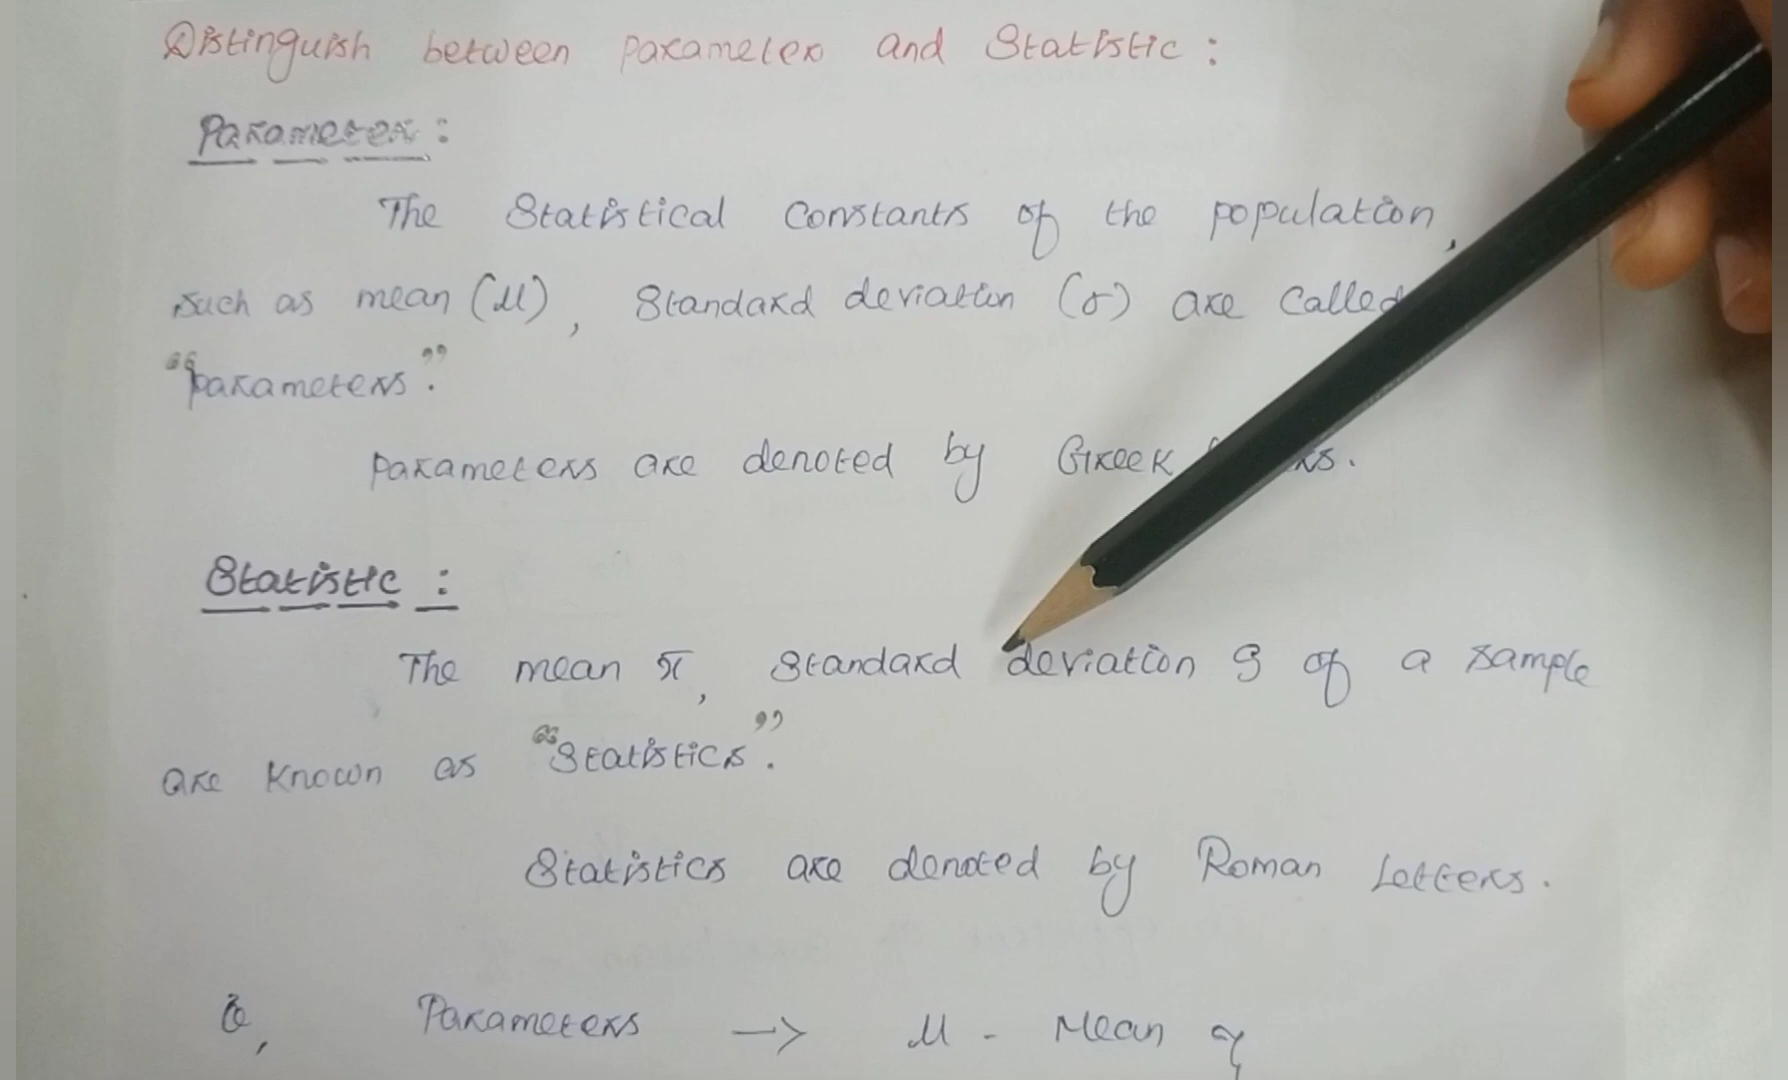 Distinguish between parameter and Statistic :
Parameter :
The Statistical Constants of the population,
such as mean (μ), Standard deviation (σ) are called
"parameters".
parameters are denoted by Greek
Statistic :
The mean x̄, Standard deviation S of a sample
are known as "Statistics".
Statistics are denoted by Roman Letters.
ie, Parameters -> μ - Mean